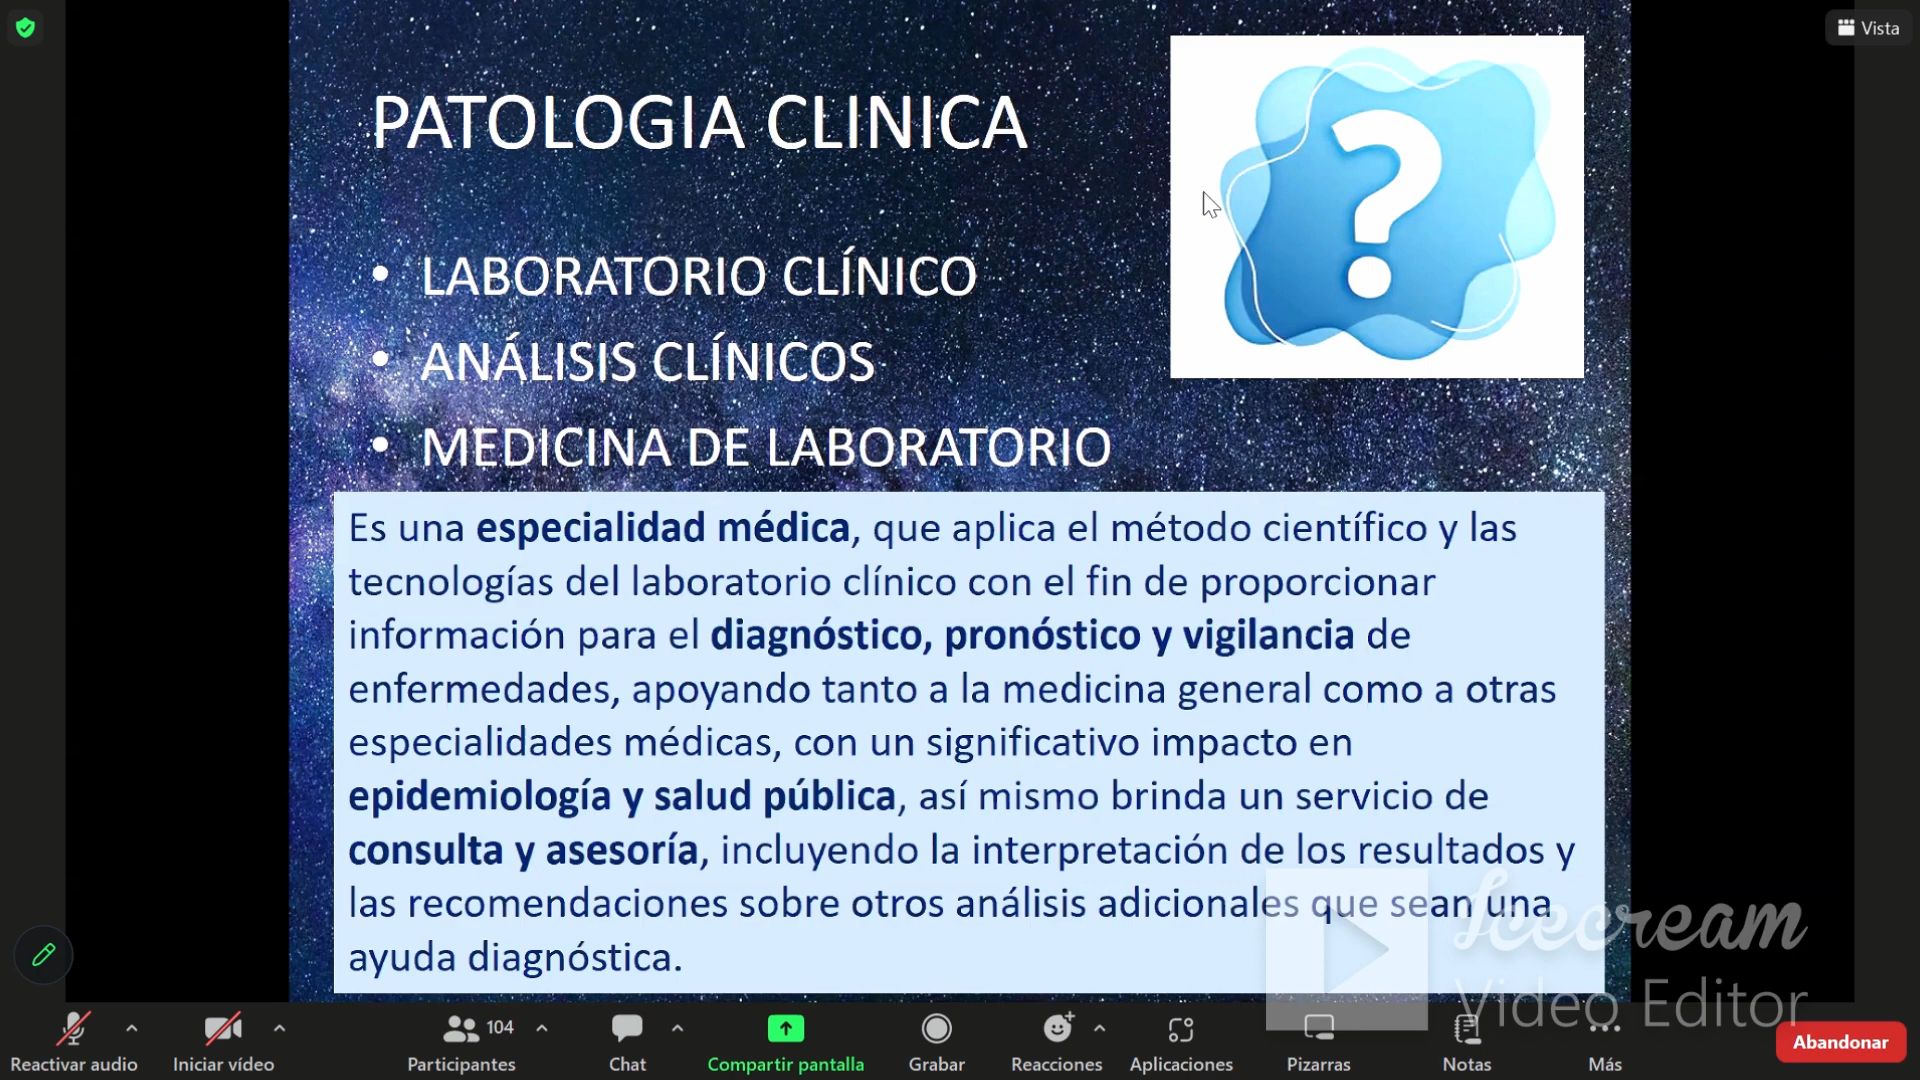 Vista
PATOLOGIA CLINICA
?
• LABORATORIO CLÍNICO
• ANÁLISIS CLÍNICOS
• MEDICINA DE LABORATORIO
Es una especialidad médica, que aplica el método científico y las
tecnologías del laboratorio clínico con el fin de proporcionar
información para el diagnóstico, pronóstico y vigilancia de
enfermedades, apoyando tanto a la medicina general como a otras
especialidades médicas, con un significativo impacto en
epidemiología y salud pública, así mismo brinda un servicio de
consulta y asesoría, incluyendo la interpretación de los resultados y
las recomendaciones sobre otros análisis adicionales que sean una
ayuda diagnóstica.
Icecream
Video Editor
104
Reactivar audio
Iniciar vídeo
Participantes
Chat
Compartir pantalla
Grabar
Reacciones
Aplicaciones
Pizarras
Notas
Más
Abandonar